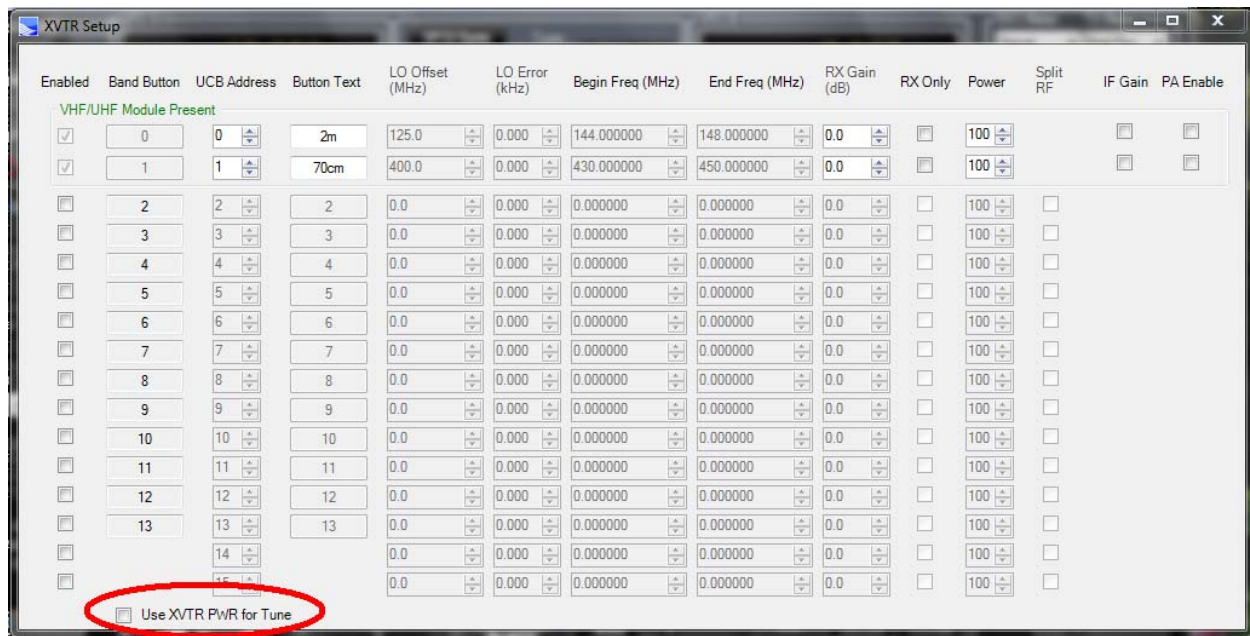 XVTR Setup
Enabled Band Button UCB Address Button Text LO Offset (MHz) LO Error (kHz) Begin Freq (MHz) End Freq (MHz) RX Gain (dB) RX Only Power Split RF IF Gain PA Enable
VHF/UHF Module Present
0 0 2m 125.0 0.000 144.000000 148.000000 0.0 100
1 1 70cm 400.0 0.000 430.000000 450.000000 0.0 100
2 2 2 0.0 0.000 0.000000 0.000000 0.0 100
3 3 3 0.0 0.000 0.000000 0.000000 0.0 100
4 4 4 0.0 0.000 0.000000 0.000000 0.0 100
5 5 5 0.0 0.000 0.000000 0.000000 0.0 100
6 6 6 0.0 0.000 0.000000 0.000000 0.0 100
7 7 7 0.0 0.000 0.000000 0.000000 0.0 100
8 8 8 0.0 0.000 0.000000 0.000000 0.0 100
9 9 9 0.0 0.000 0.000000 0.000000 0.0 100
10 10 10 0.0 0.000 0.000000 0.000000 0.0 100
11 11 11 0.0 0.000 0.000000 0.000000 0.0 100
12 12 12 0.0 0.000 0.000000 0.000000 0.0 100
13 13 13 0.0 0.000 0.000000 0.000000 0.0 100
14 0.0 0.000 0.000000 0.000000 0.0 100
15 0.0 0.000 0.000000 0.000000 0.0 100
Use XVTR PWR for Tune